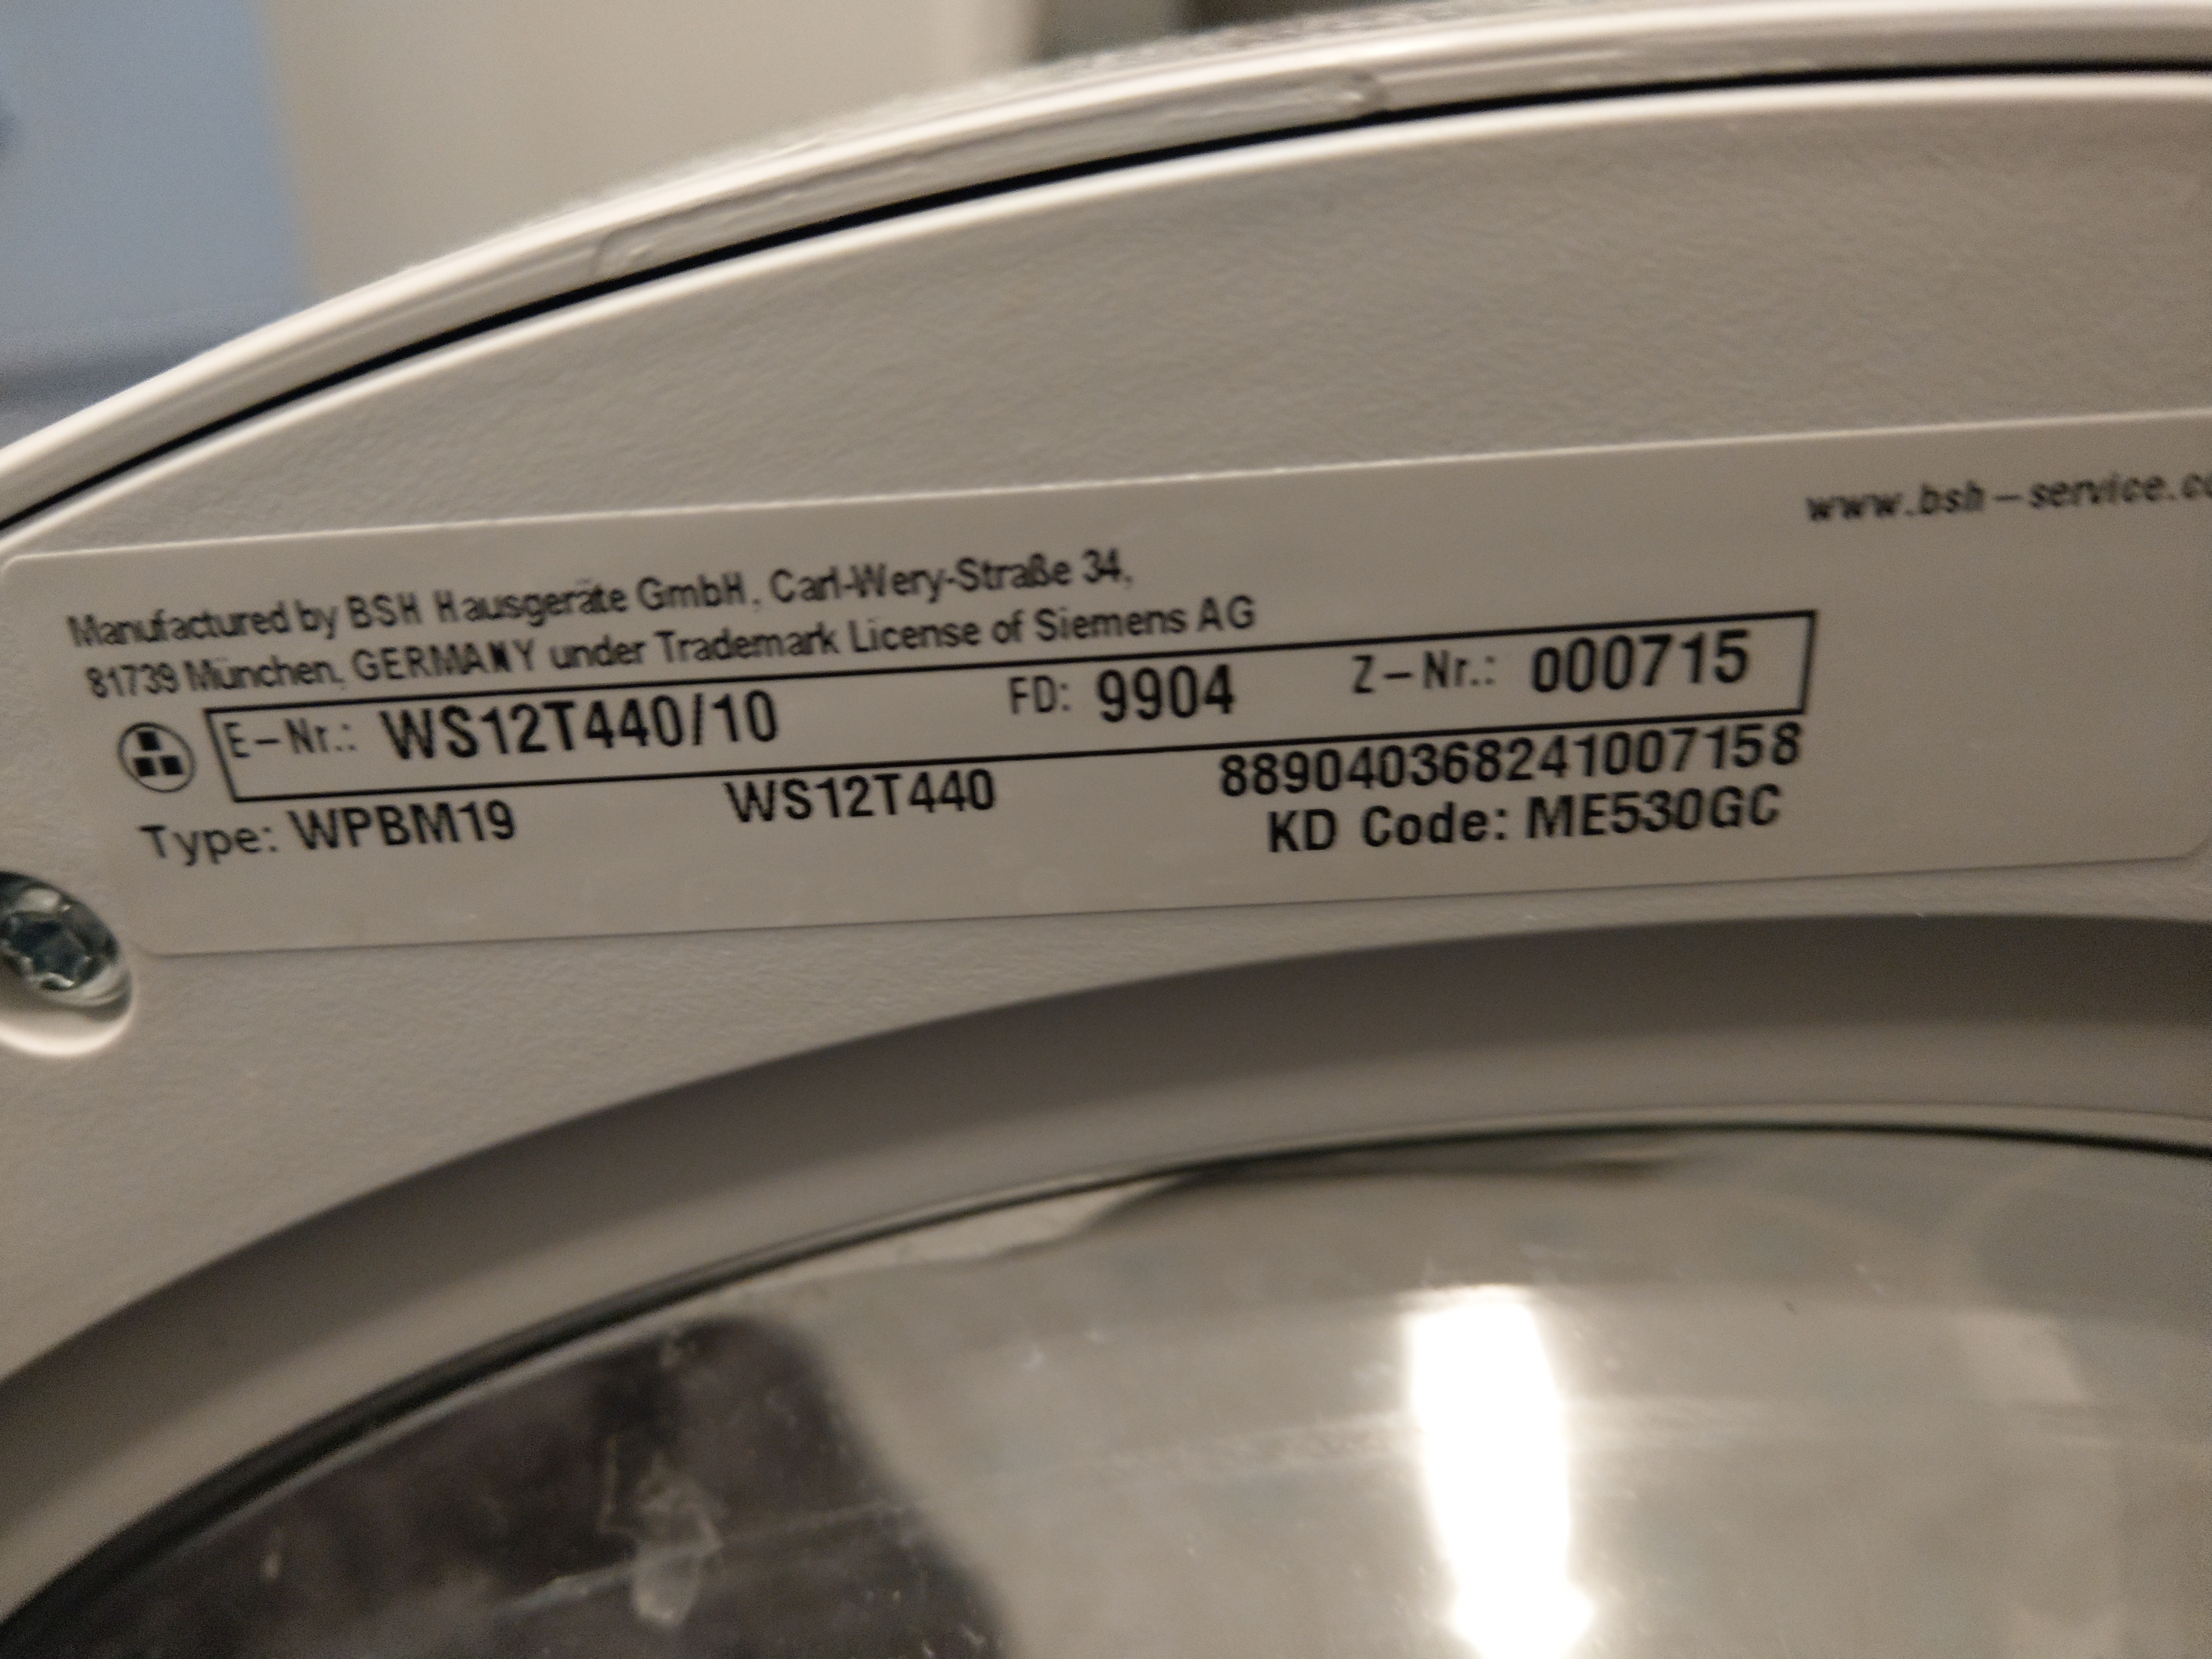 www.bsh-service.co
Manufactured by BSH Hausgeräte GmbH, Carl-Wery-Straße 34,
81739 München, GERMANY under Trademark License of Siemens AG
E-Nr.: WS12T440/10 FD: 9904 Z-Nr.: 000715
Type: WPBM19 WS12T440 889040368241007158
KD Code: ME530GC